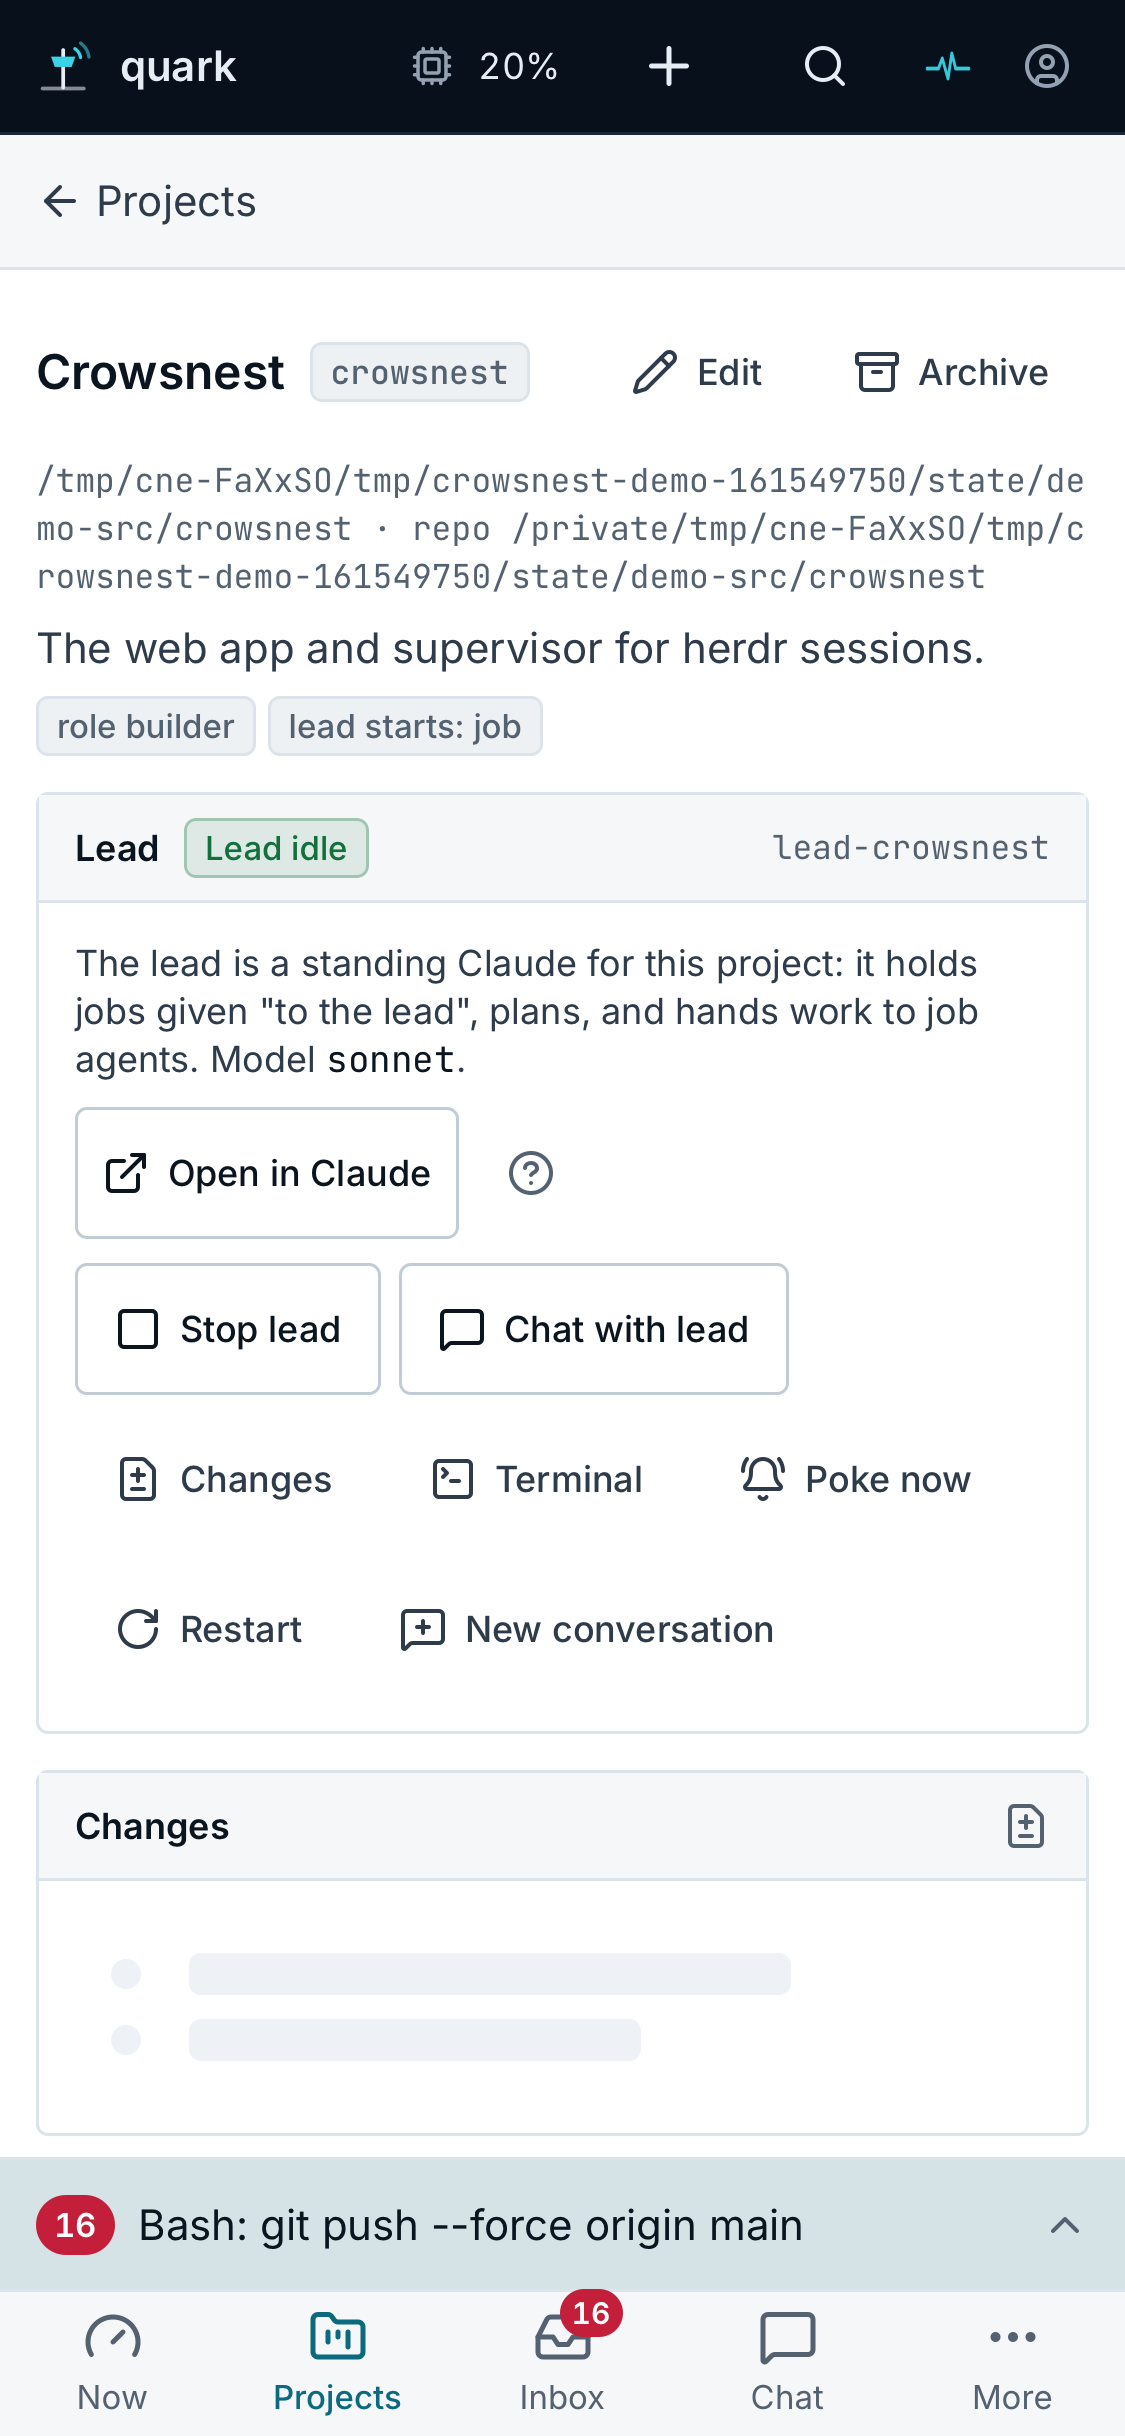 quark
20%
Projects
Crowsnest
crowsnest
Edit
Archive
/tmp/cne-FaXxSO/tmp/crowsnest-demo-161549750/state/de
mo-src/crowsnest · repo /private/tmp/cne-FaXxSO/tmp/c
rowsnest-demo-161549750/state/demo-src/crowsnest
The web app and supervisor for herdr sessions.
role builder
lead starts: job
Lead
Lead idle
lead-crowsnest
The lead is a standing Claude for this project: it holds
jobs given "to the lead", plans, and hands work to job
agents. Model sonnet.
Open in Claude
Stop lead
Chat with lead
Changes
Terminal
Poke now
Restart
New conversation
Changes
16
Bash: git push --force origin main
16
Now
Projects
Inbox
Chat
More